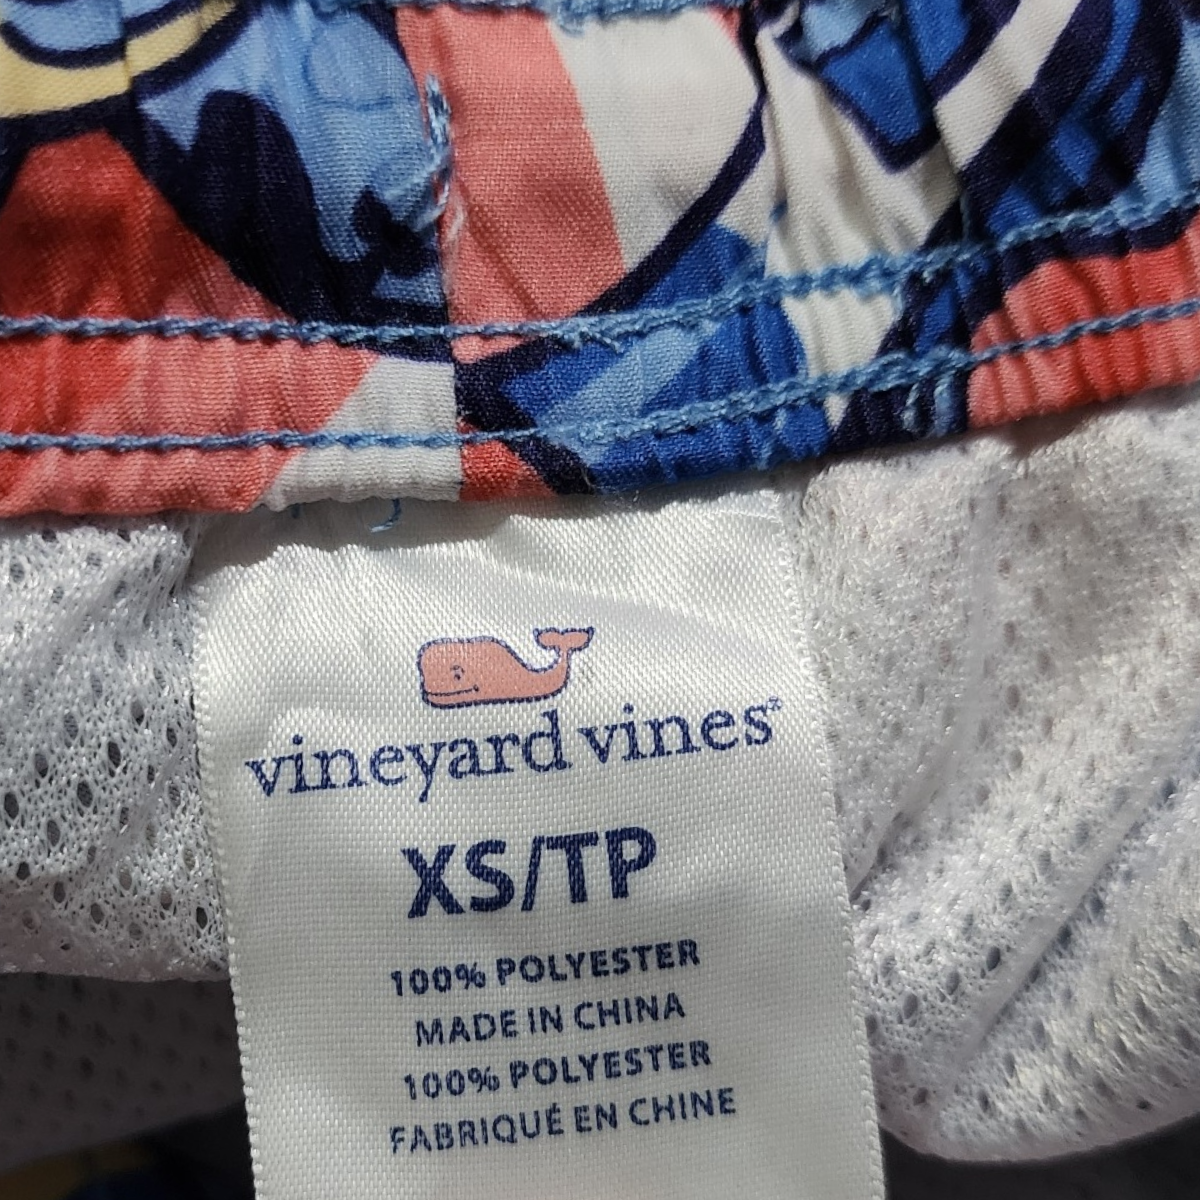 vineyard vines®
XS/TP
100% POLYESTER
MADE IN CHINA
100% POLYESTER
FABRIQUÉ EN CHINE